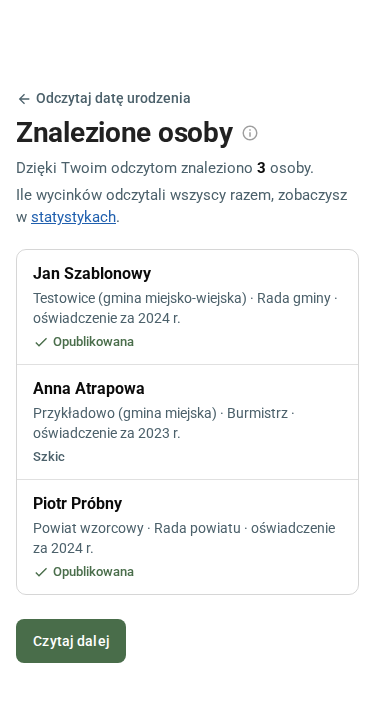 ← Odczytaj datę urodzenia
Znalezione osoby
Dzięki Twoim odczytom znaleziono 3 osoby.
Ile wycinków odczytali wszyscy razem, zobaczysz
w statystykach.
Jan Szablonowy
Testowice (gmina miejsko-wiejska) · Rada gminy ·
oświadczenie za 2024 r.
Opublikowana
Anna Atrapowa
Przykładowo (gmina miejska) · Burmistrz ·
oświadczenie za 2023 r.
Szkic
Piotr Próbny
Powiat wzorcowy · Rada powiatu · oświadczenie
za 2024 r.
Opublikowana
Czytaj dalej